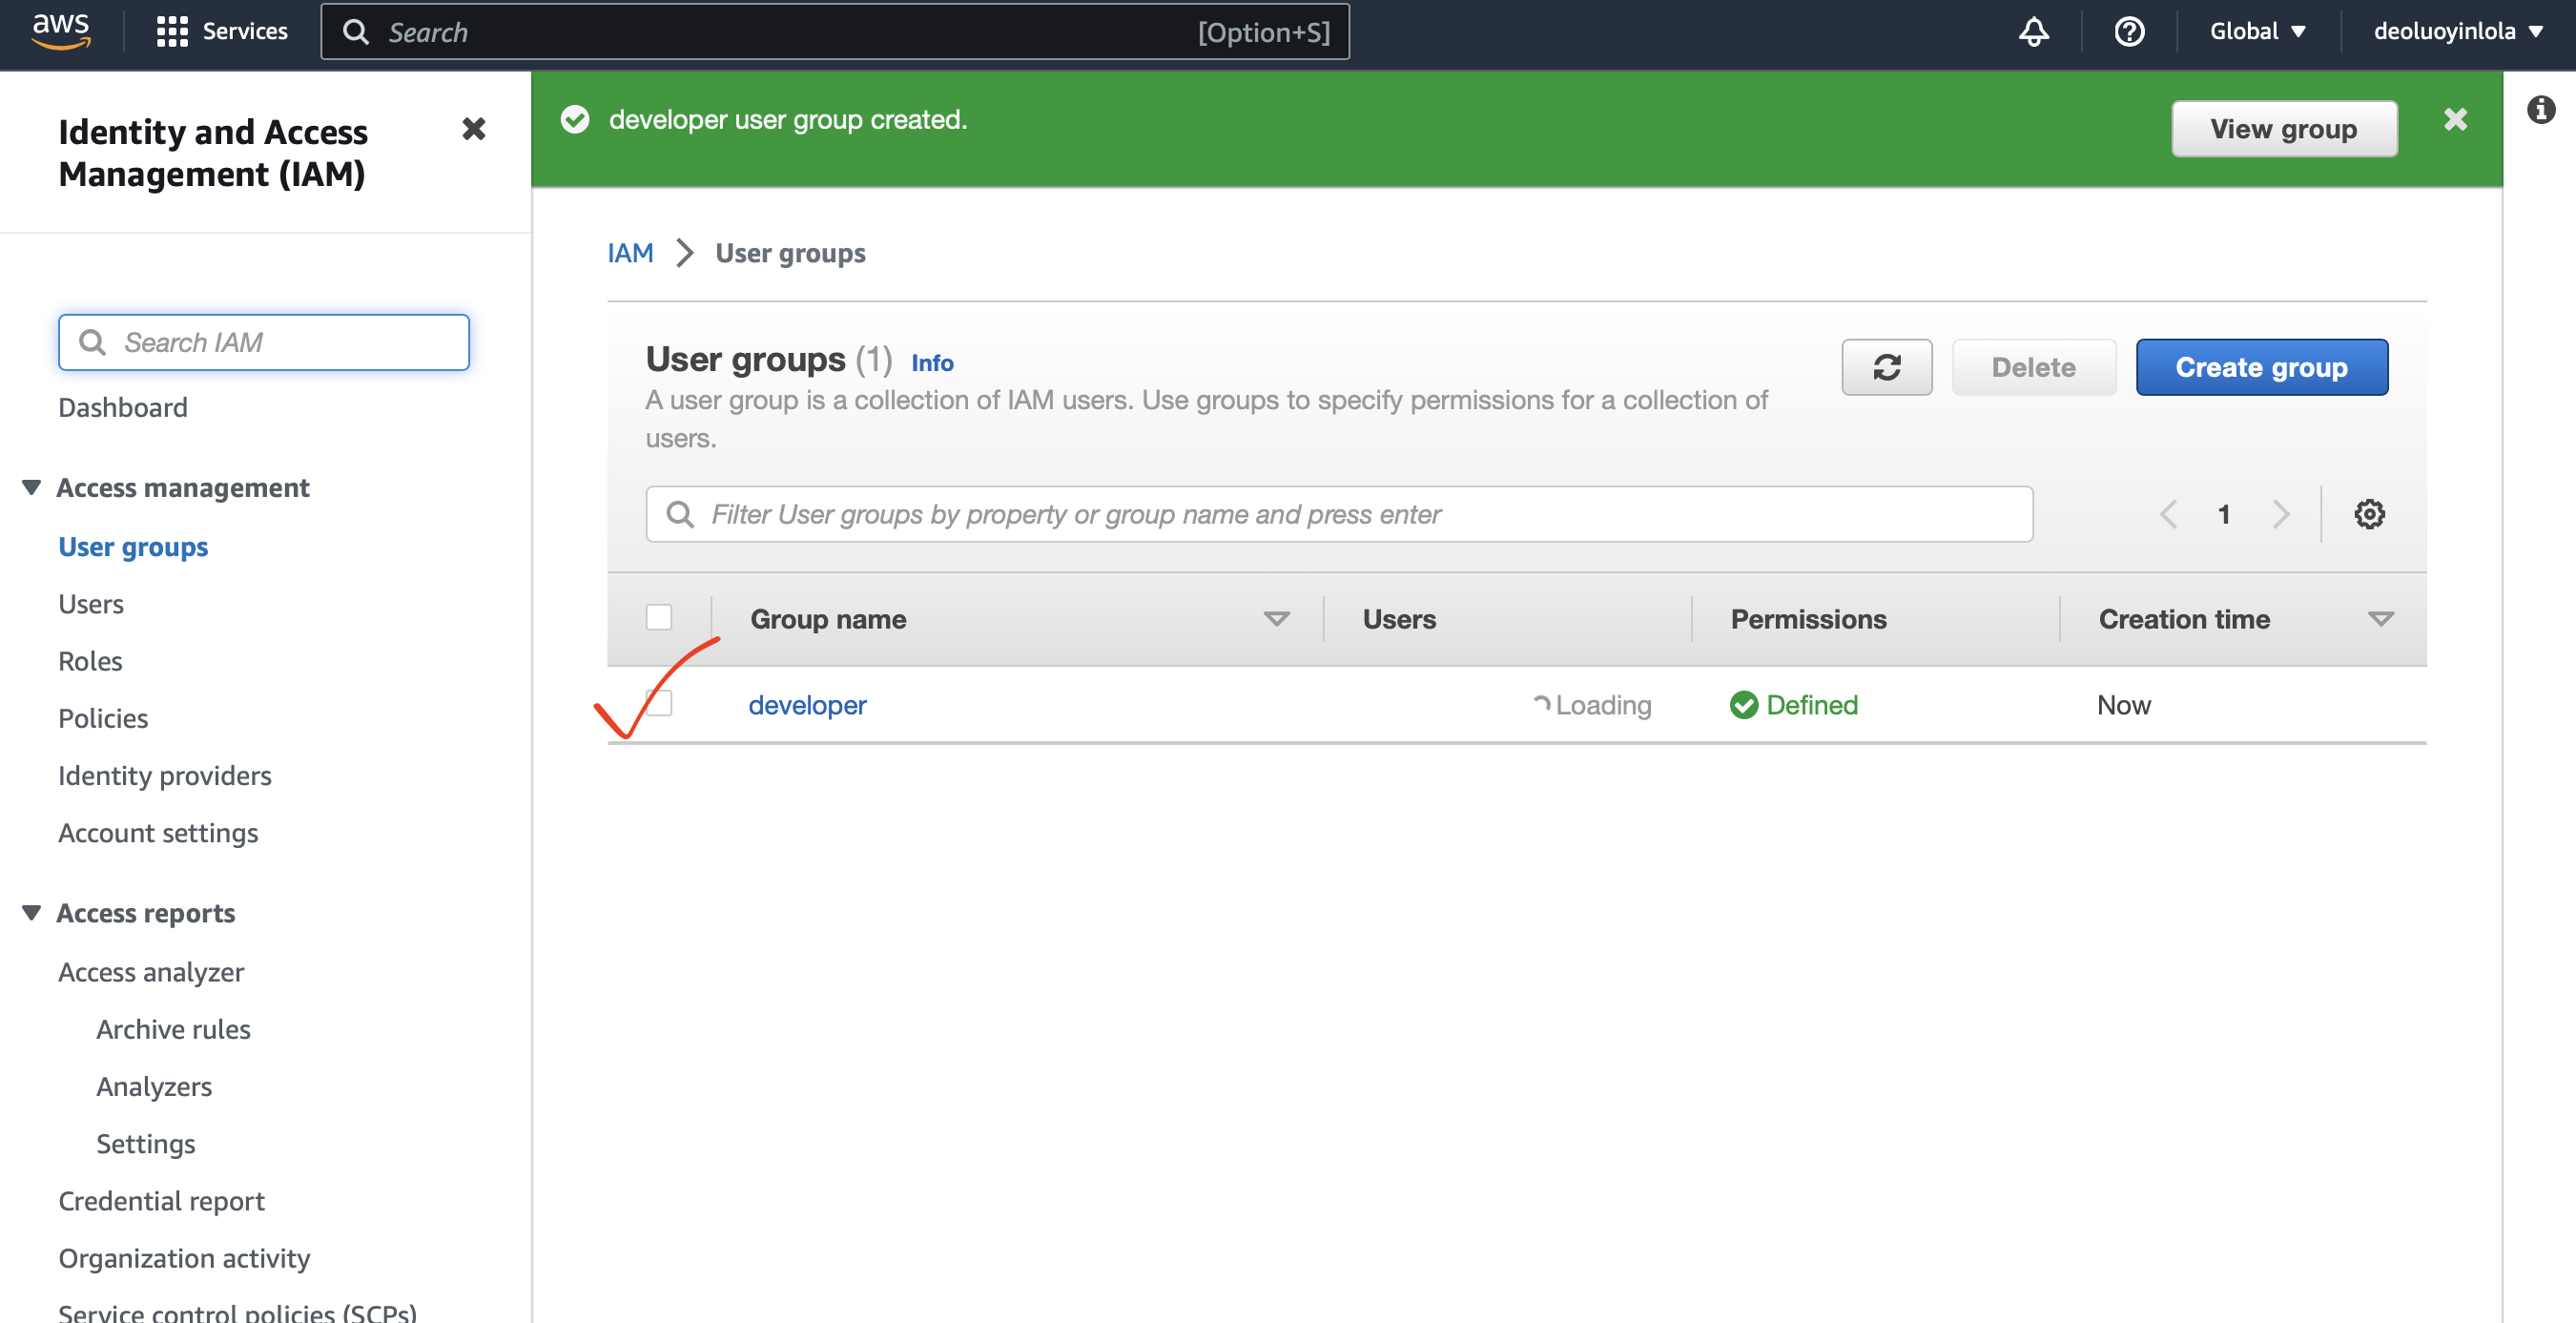 aws
Services
Search
[Option+S]
Global
deoluoyinlola
Identity and Access
Management (IAM)
Search IAM
Dashboard
Access management
User groups
Users
Roles
Policies
Identity providers
Account settings
Access reports
Access analyzer
Archive rules
Analyzers
Settings
Credential report
Organization activity
Service control policies (SCPs)
developer user group created.
View group
IAM
User groups
User groups (1) Info
A user group is a collection of IAM users. Use groups to specify permissions for a collection of
users.
Delete
Create group
Filter User groups by property or group name and press enter
1
Group name Users Permissions Creation time
developer Loading Defined Now